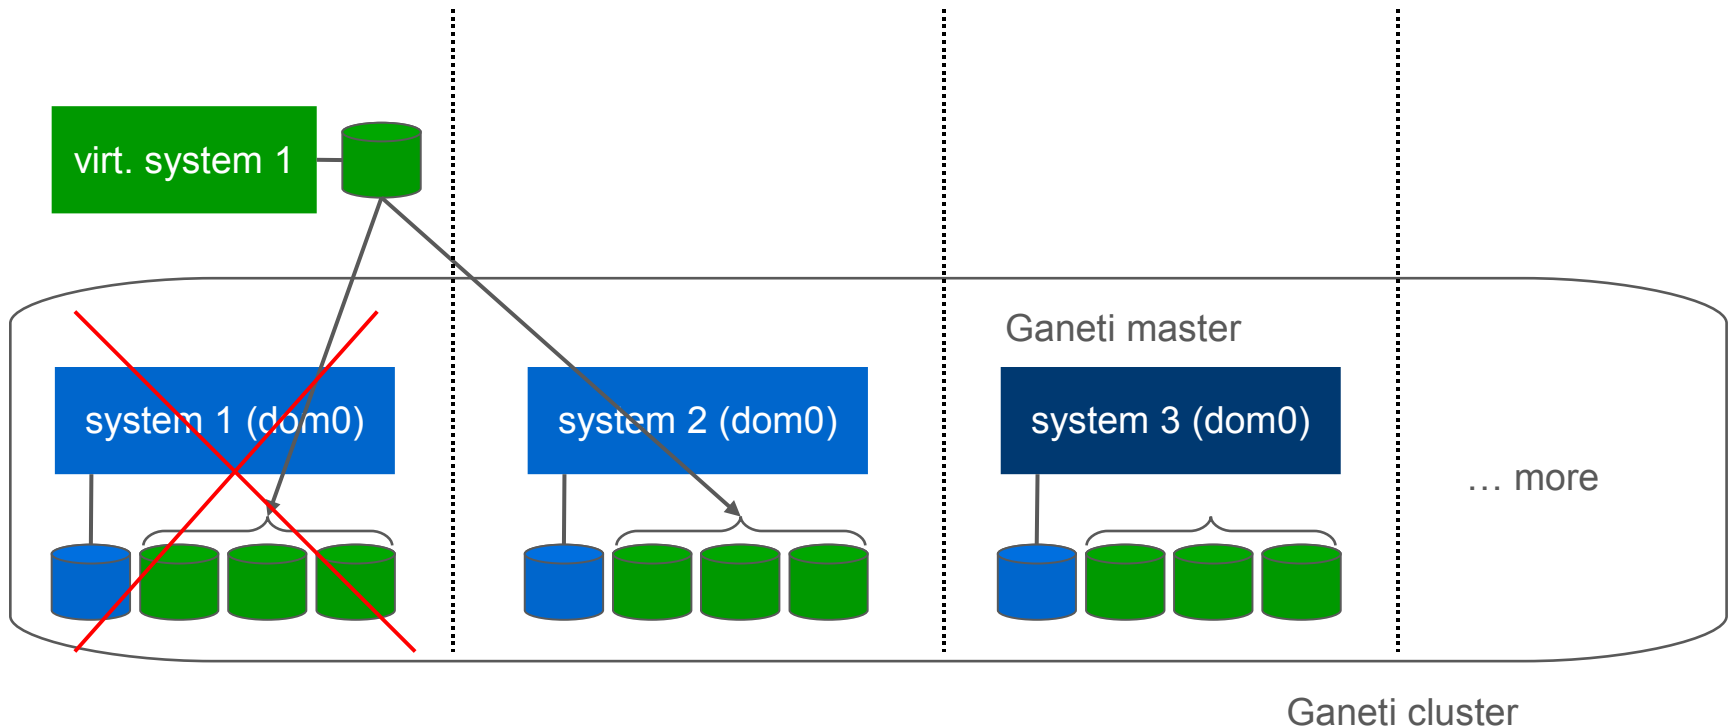 virt. system 1
Ganeti master
system 1 (dom0)
system 2 (dom0)
system 3 (dom0)
… more
Ganeti cluster